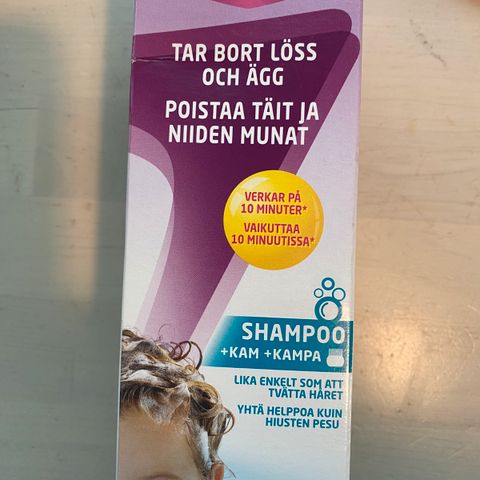 TAR BORT LÖSS
OCH ÄGG
POISTAA TÄIT JA
NIIDEN MUNAT
VERKAR PÅ
10 MINUTER*
VAIKUTTAA
10 MINUUTISSA*
SHAMPOO
+KAM +KAMPA
LIKA ENKELT SOM ATT
TVÄTTA HÅRET
YHTÄ HELPPOA KUIN
HIUSTEN PESU